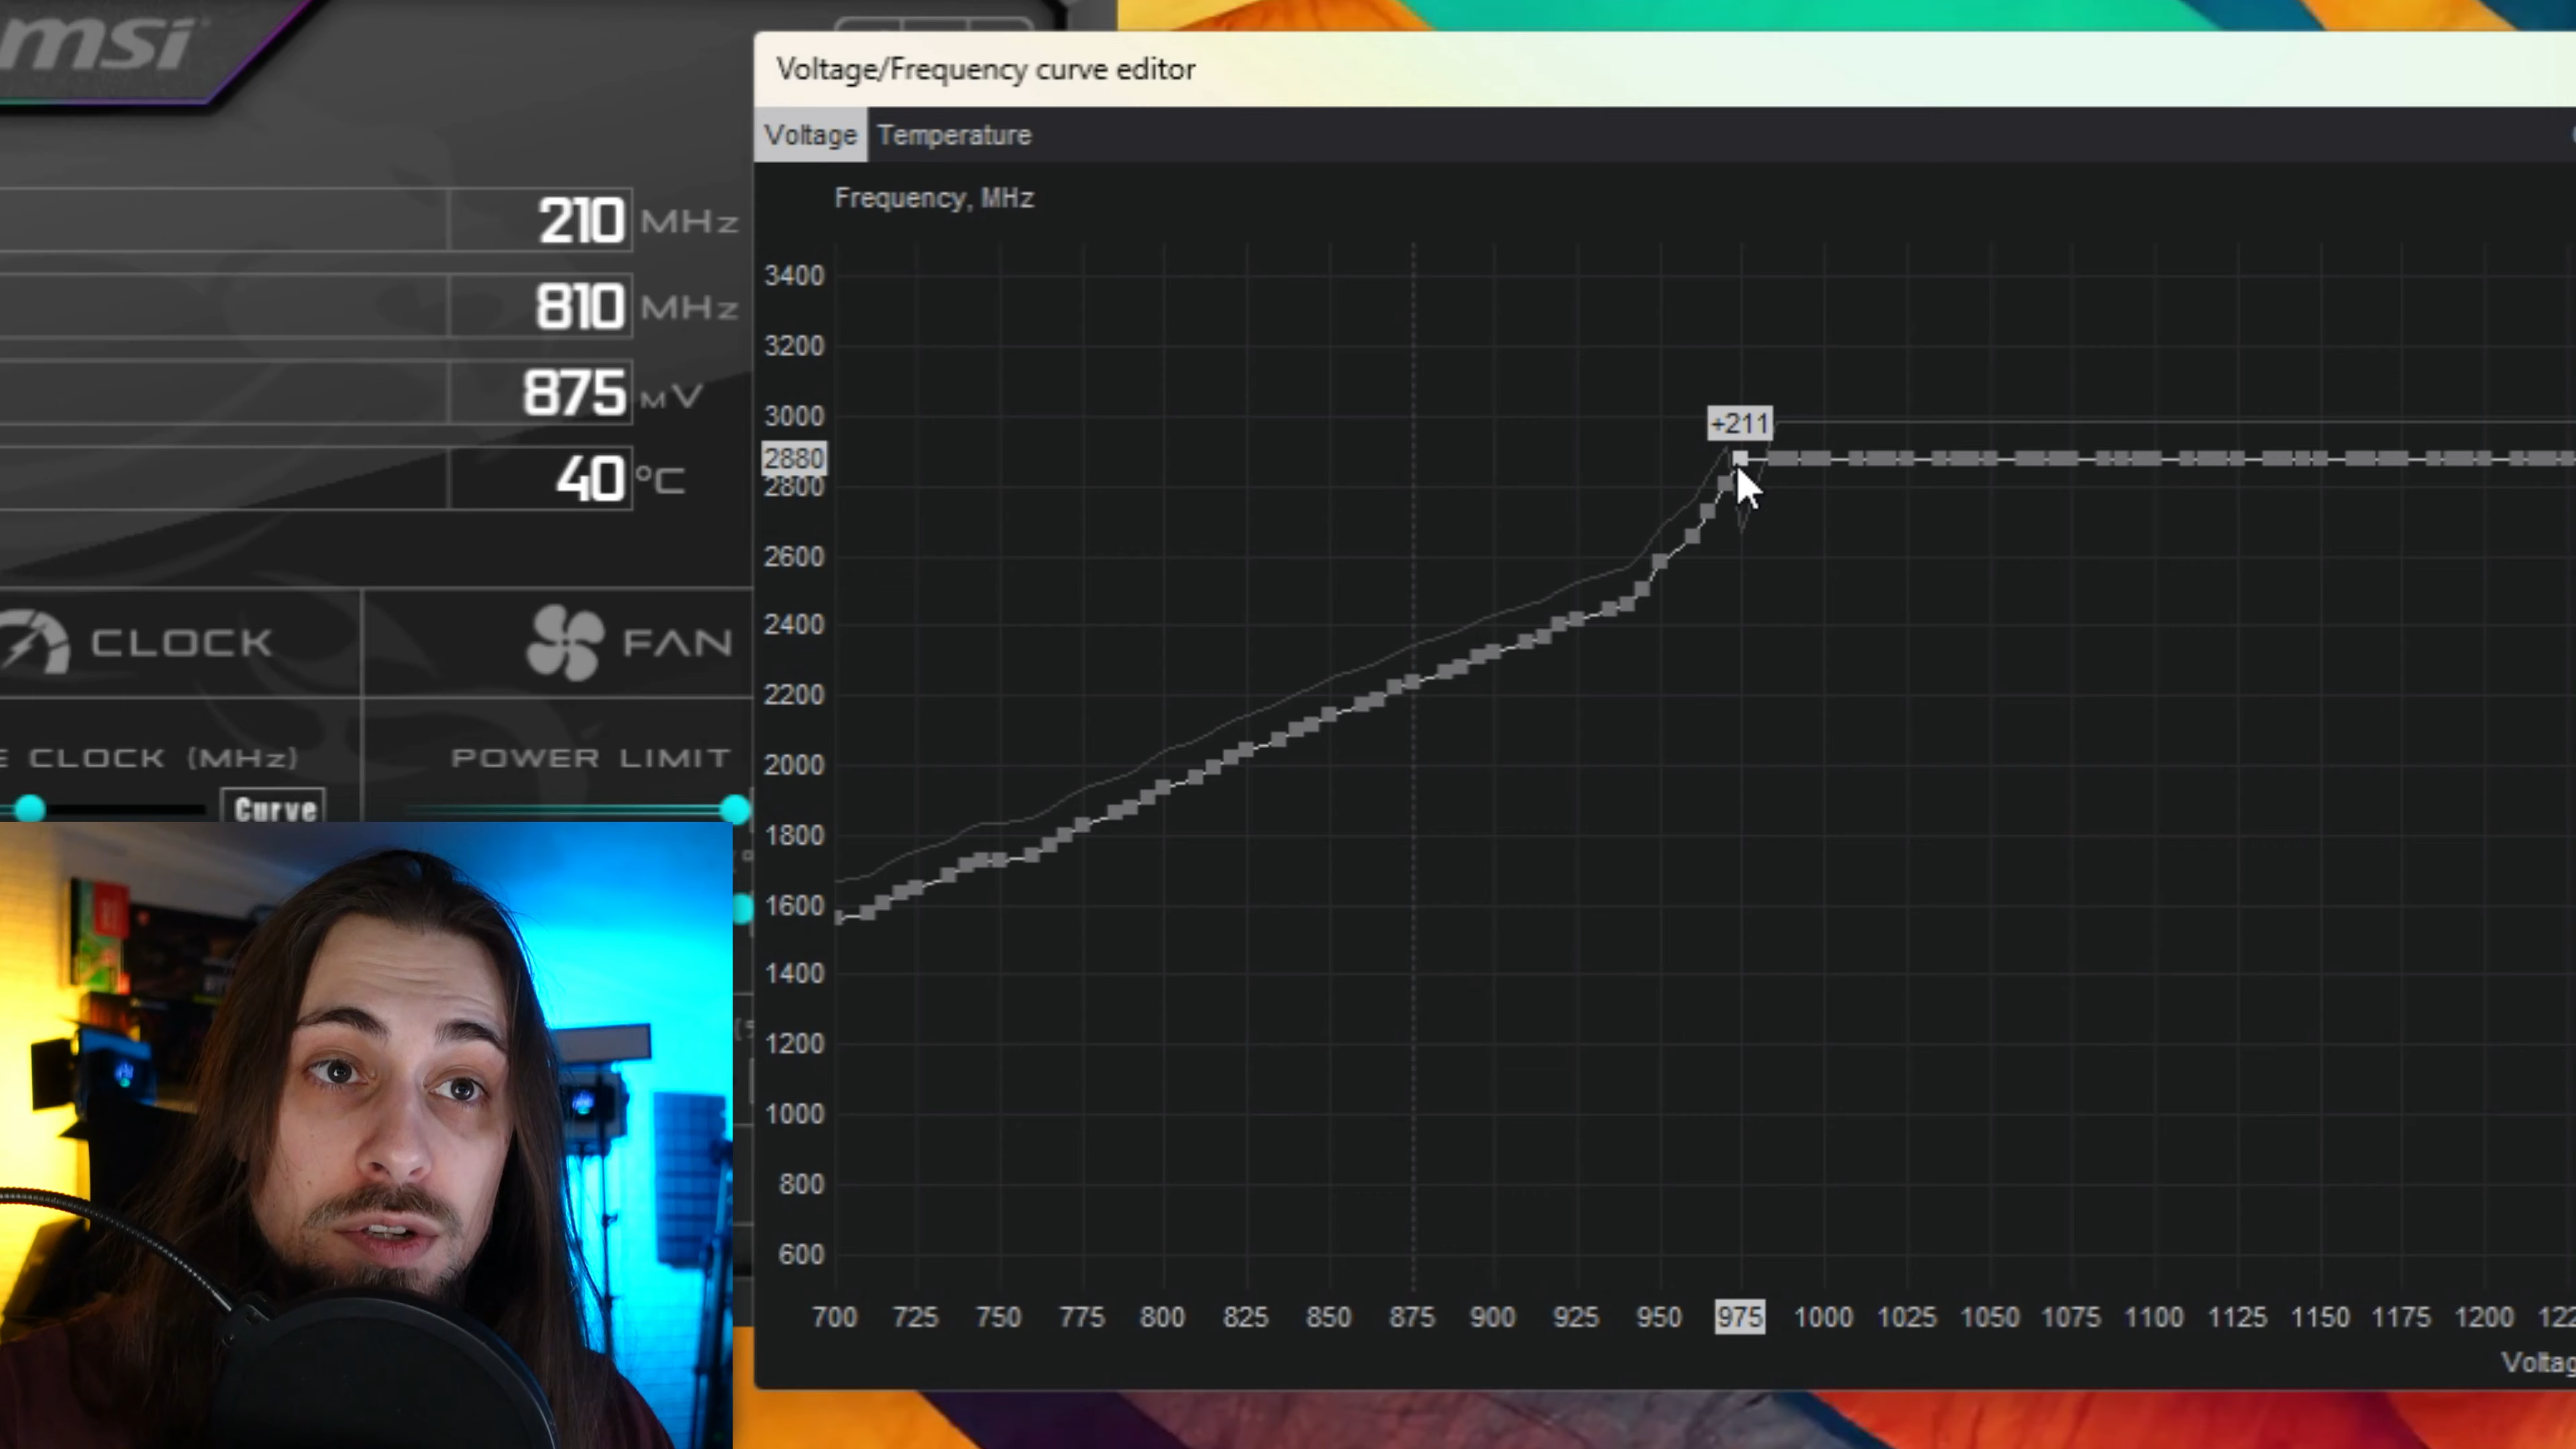 msi
Voltage/Frequency curve editor
Voltage Temperature
Frequency, MHz
210 MHz
810 MHz
875 MV
40 °C
CLOCK
FAN
E CLOCK (MHz)
POWER LIMIT
Curve
3400
3200
3000
2880
2800
2600
2400
2200
2000
1800
1600
1400
1200
1000
800
600
+211
700 725 750 775 800 825 850 875 900 925 950 975 1000 1025 1050 1075 1100 1125 1150 1175 1200 122
Voltag